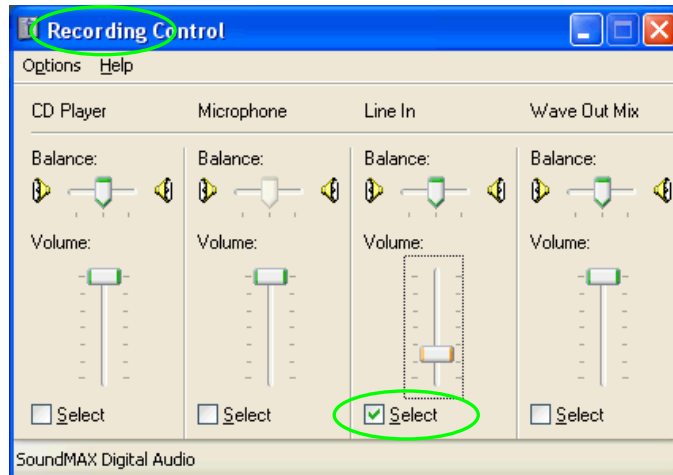 Recording Control
Options Help
CD Player Microphone Line In Wave Out Mix
Balance: Balance: Balance: Balance:
Volume: Volume: Volume: Volume:
Select Select Select Select
SoundMAX Digital Audio